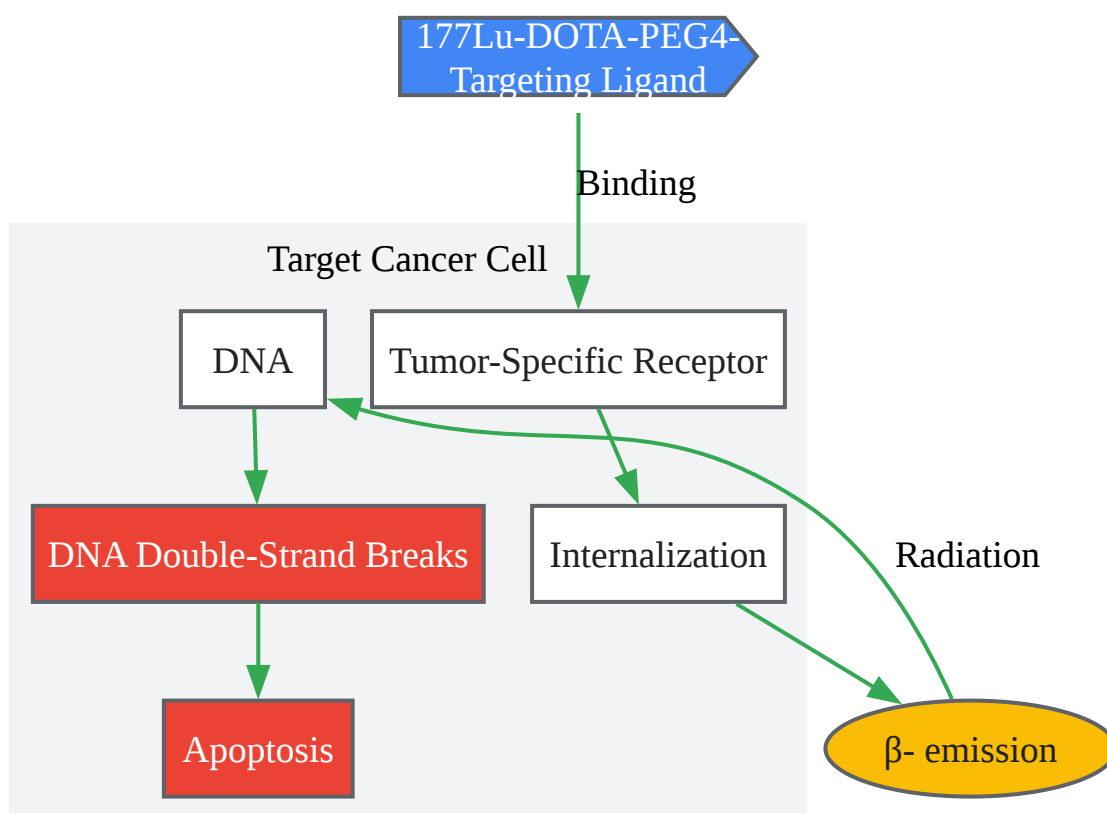 177Lu-DOTA-PEG4-
Targeting Ligand
Binding
Target Cancer Cell
DNA
Tumor-Specific Receptor
DNA Double-Strand Breaks
Internalization
Radiation
Apoptosis
β- emission